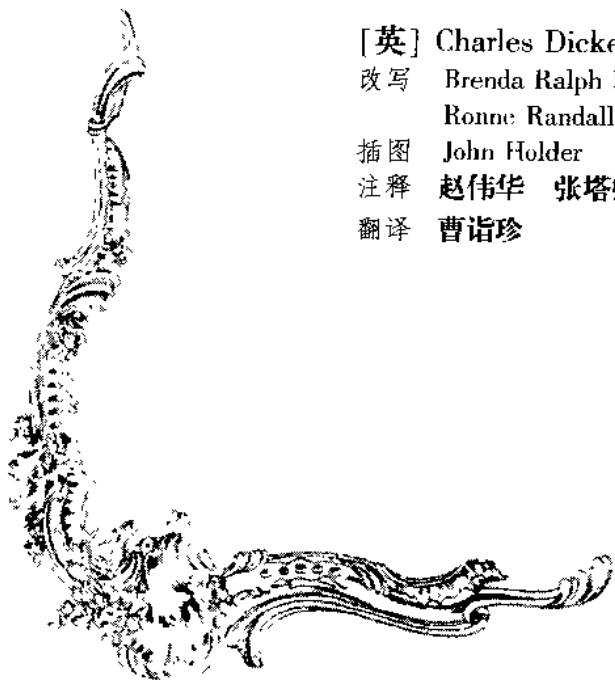 [英] Charles Dicke
改写 Brenda Ralph
Ronne Randall
插图 John Holder
注释 赵伟华 张塔
翻译 曹诣珍